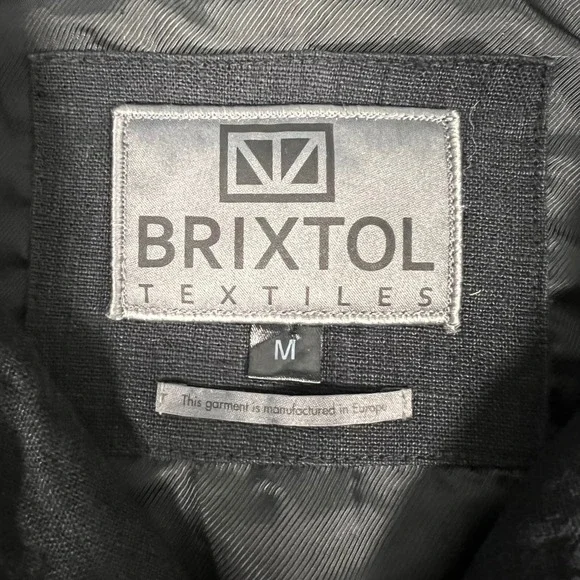 BRIXTOL
TEXTILES
M
This garment is manufactured in Europe